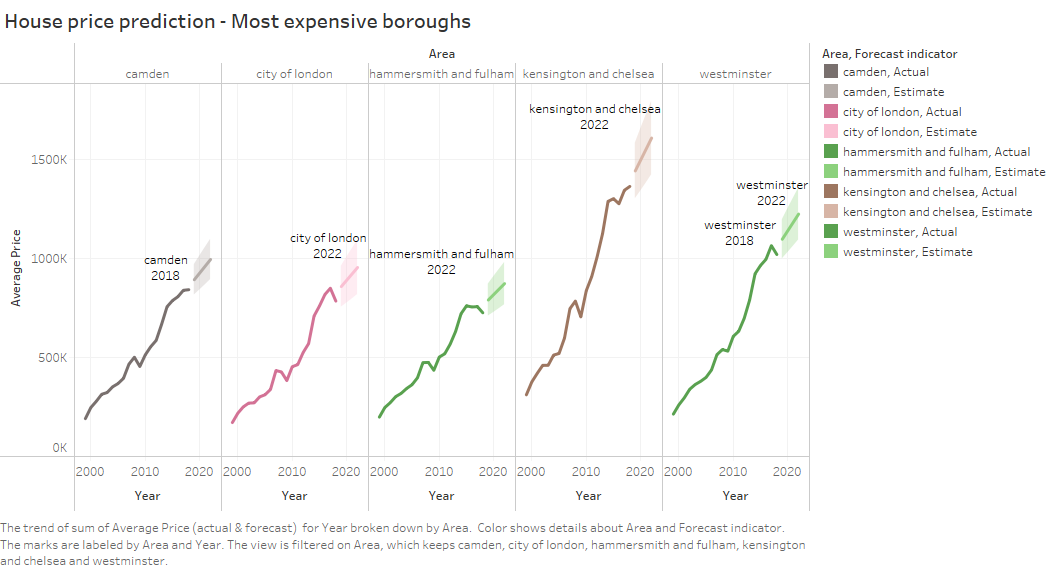 House price prediction - Most expensive boroughs
Area
camden
city of london
hammersmith and fulham
kensington and chelsea
westminster
Average Price
1500K
1000K
500K
0K
camden
2018
city of london
2022
hammersmith and fulham
2022
kensington and chelsea
2022
westminster
2022
westminster
2018
2000 2010 2020
2000 2010 2020
2000 2010 2020
2000 2010 2020
2000 2010 2020
Year
Year
Year
Year
Year
Area, Forecast indicator
camden, Actual
camden, Estimate
city of london, Actual
city of london, Estimate
hammersmith and fulham, Actual
hammersmith and fulham, Estimate
kensington and chelsea, Actual
kensington and chelsea, Estimate
westminster, Actual
westminster, Estimate
The trend of sum of Average Price (actual & forecast)  for Year broken down by Area.  Color shows details about Area and Forecast indicator.
The marks are labeled by Area and Year. The view is filtered on Area, which keeps camden, city of london, hammersmith and fulham, kensington
and chelsea and westminster.